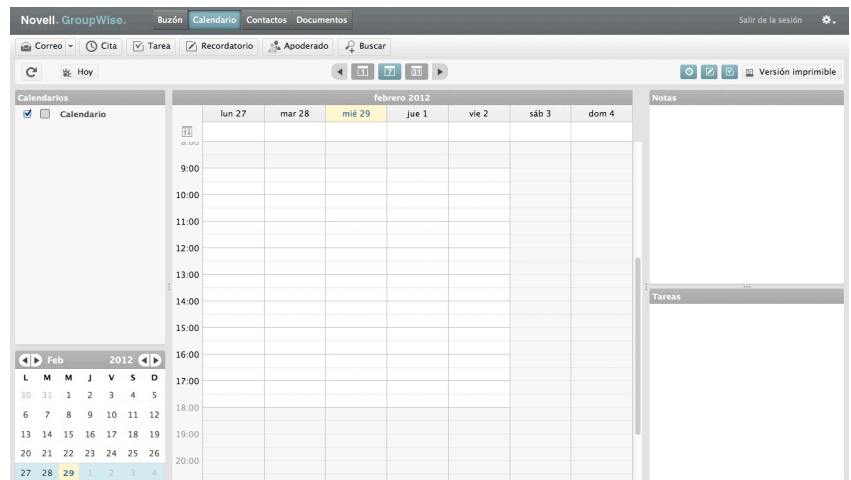 Novell. GroupWise. Buzón Calendario Contactos Documentos Salir de la sesión
Correo Cita Tarea Recordatorio Apoderado Buscar
Hoy 1 7 31 Versión imprimible
Calendarios
Calendario
febrero 2012
lun 27 mar 28 mié 29 jue 1 vie 2 sáb 3 dom 4
8:00
9:00
10:00
11:00
12:00
13:00
14:00
15:00
16:00
17:00
18:00
19:00
20:00
Notas
Tareas
Feb 2012
L M M J V S D
30 31 1 2 3 4 5
6 7 8 9 10 11 12
13 14 15 16 17 18 19
20 21 22 23 24 25 26
27 28 29 1 2 3 4